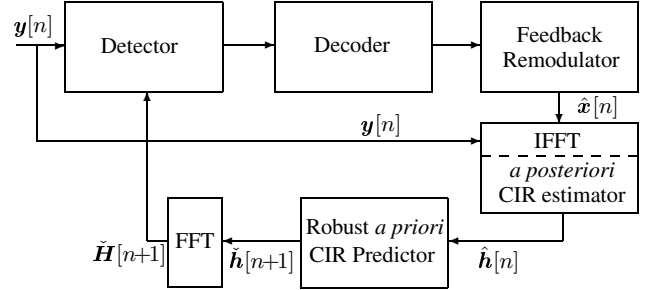 y[n]
Detector
Decoder
Feedback
Remodulator
x̂[n]
y[n]
IFFT
a posteriori
CIR estimator
Ȟ[n+1]
FFT
ȟ[n+1]
Robust a priori
CIR Predictor
ĥ[n]